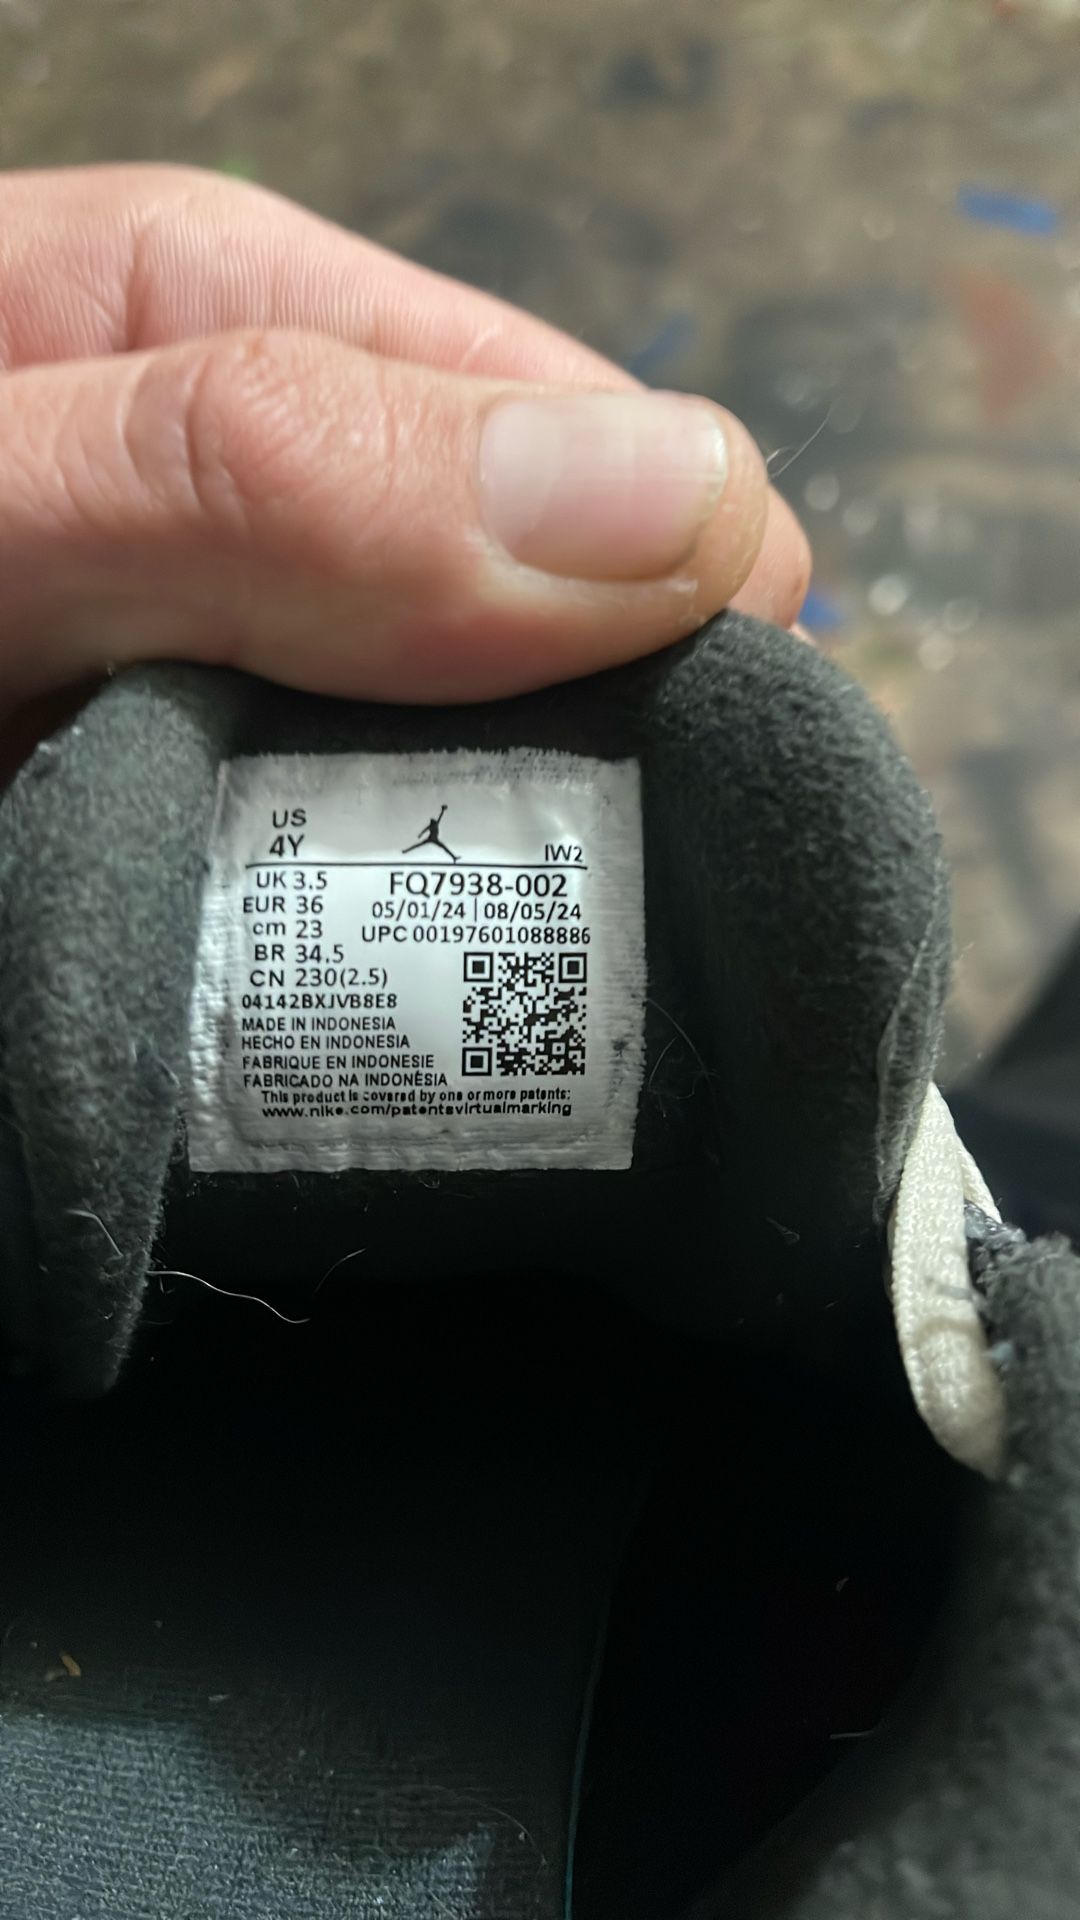 US
4Y
IW2
UK 3.5
FQ7938-002
EUR 36
05/01/24 | 08/05/24
cm 23
UPC 00197601088886
BR 34.5
CN 230(2.5)
04142BXJVB8E8
MADE IN INDONESIA
HECHO EN INDONESIA
FABRIQUE EN INDONESIE
FABRICADO NA INDONÉSIA
This product is covered by one or more patents:
www.nike.com/patentsvirtualmarking